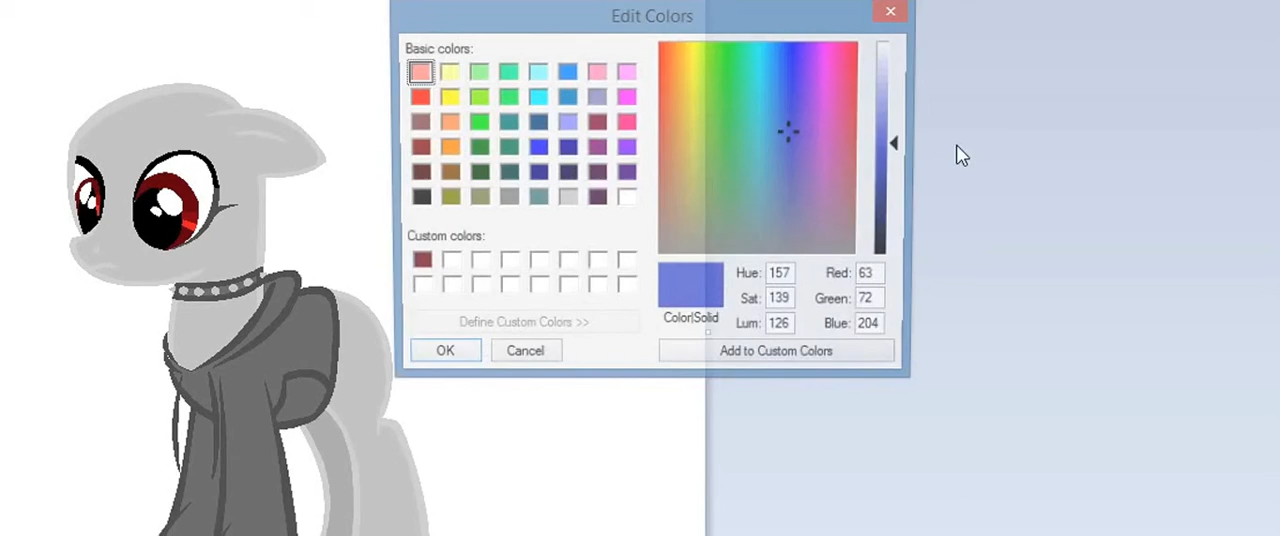 Edit Colors
Basic colors:
Custom colors:
Define Custom Colors >>
OK
Cancel
Color|Solid
Hue: 157
Sat: 139
Lum: 126
Red: 63
Green: 72
Blue: 204
Add to Custom Colors